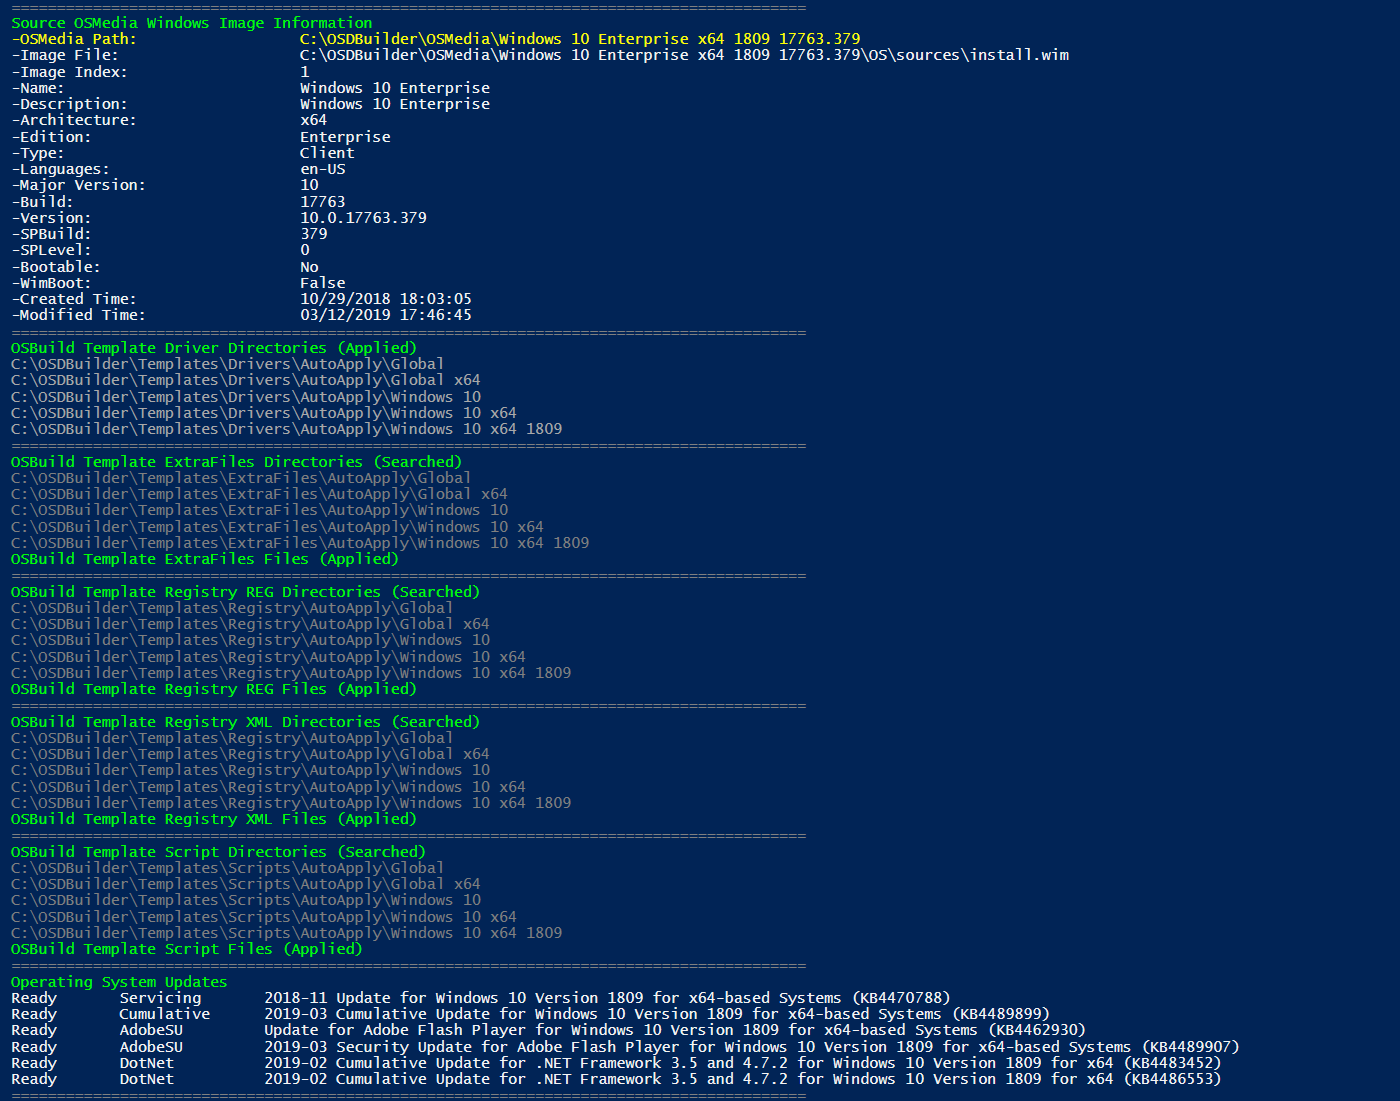 ========================================================================================
Source OSMedia Windows Image Information
-OSMedia Path: C:\OSDBuilder\OSMedia\Windows 10 Enterprise x64 1809 17763.379
-Image File: C:\OSDBuilder\OSMedia\Windows 10 Enterprise x64 1809 17763.379\OS\sources\install.wim
-Image Index: 1
-Name: Windows 10 Enterprise
-Description: Windows 10 Enterprise
-Architecture: x64
-Edition: Enterprise
-Type: Client
-Languages: en-US
-Major Version: 10
-Build: 17763
-Version: 10.0.17763.379
-SPBuild: 379
-SPLevel: 0
-Bootable: No
-WimBoot: False
-Created Time: 10/29/2018 18:03:05
-Modified Time: 03/12/2019 17:46:45
========================================================================================
OSBuild Template Driver Directories (Applied)
C:\OSDBuilder\Templates\Drivers\AutoApply\Global
C:\OSDBuilder\Templates\Drivers\AutoApply\Global x64
C:\OSDBuilder\Templates\Drivers\AutoApply\Windows 10
C:\OSDBuilder\Templates\Drivers\AutoApply\Windows 10 x64
C:\OSDBuilder\Templates\Drivers\AutoApply\Windows 10 x64 1809
========================================================================================
OSBuild Template ExtraFiles Directories (Searched)
C:\OSDBuilder\Templates\ExtraFiles\AutoApply\Global
C:\OSDBuilder\Templates\ExtraFiles\AutoApply\Global x64
C:\OSDBuilder\Templates\ExtraFiles\AutoApply\Windows 10
C:\OSDBuilder\Templates\ExtraFiles\AutoApply\Windows 10 x64
C:\OSDBuilder\Templates\ExtraFiles\AutoApply\Windows 10 x64 1809
OSBuild Template ExtraFiles Files (Applied)
========================================================================================
OSBuild Template Registry REG Directories (Searched)
C:\OSDBuilder\Templates\Registry\AutoApply\Global
C:\OSDBuilder\Templates\Registry\AutoApply\Global x64
C:\OSDBuilder\Templates\Registry\AutoApply\Windows 10
C:\OSDBuilder\Templates\Registry\AutoApply\Windows 10 x64
C:\OSDBuilder\Templates\Registry\AutoApply\Windows 10 x64 1809
OSBuild Template Registry REG Files (Applied)
========================================================================================
OSBuild Template Registry XML Directories (Searched)
C:\OSDBuilder\Templates\Registry\AutoApply\Global
C:\OSDBuilder\Templates\Registry\AutoApply\Global x64
C:\OSDBuilder\Templates\Registry\AutoApply\Windows 10
C:\OSDBuilder\Templates\Registry\AutoApply\Windows 10 x64
C:\OSDBuilder\Templates\Registry\AutoApply\Windows 10 x64 1809
OSBuild Template Registry XML Files (Applied)
========================================================================================
OSBuild Template Script Directories (Searched)
C:\OSDBuilder\Templates\Scripts\AutoApply\Global
C:\OSDBuilder\Templates\Scripts\AutoApply\Global x64
C:\OSDBuilder\Templates\Scripts\AutoApply\Windows 10
C:\OSDBuilder\Templates\Scripts\AutoApply\Windows 10 x64
C:\OSDBuilder\Templates\Scripts\AutoApply\Windows 10 x64 1809
OSBuild Template Script Files (Applied)
========================================================================================
Operating System Updates
Ready Servicing 2018-11 Update for Windows 10 Version 1809 for x64-based Systems (KB4470788)
Ready Cumulative 2019-03 Cumulative Update for Windows 10 Version 1809 for x64-based Systems (KB4489899)
Ready AdobeSU Update for Adobe Flash Player for Windows 10 Version 1809 for x64-based Systems (KB4462930)
Ready AdobeSU 2019-03 Security Update for Adobe Flash Player for Windows 10 Version 1809 for x64-based Systems (KB4489907)
Ready DotNet 2019-02 Cumulative Update for .NET Framework 3.5 and 4.7.2 for Windows 10 Version 1809 for x64 (KB4483452)
Ready DotNet 2019-02 Cumulative Update for .NET Framework 3.5 and 4.7.2 for Windows 10 Version 1809 for x64 (KB4486553)
========================================================================================